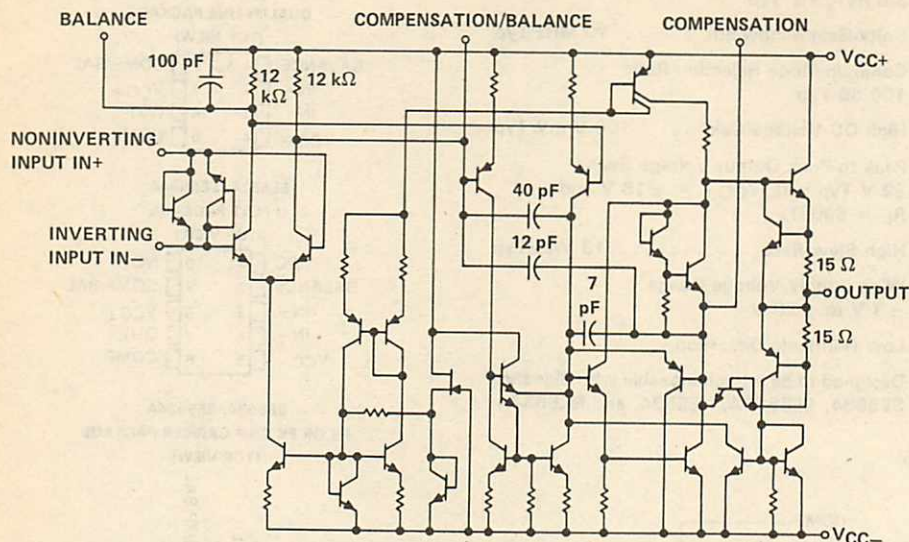 BALANCE
COMPENSATION/BALANCE
COMPENSATION
VCC+
100 pF
12
kΩ
12 kΩ
NONINVERTING
INPUT IN+
INVERTING
INPUT IN−
40 pF
12 pF
7
pF
15 Ω
OUTPUT
15 Ω
VCC−